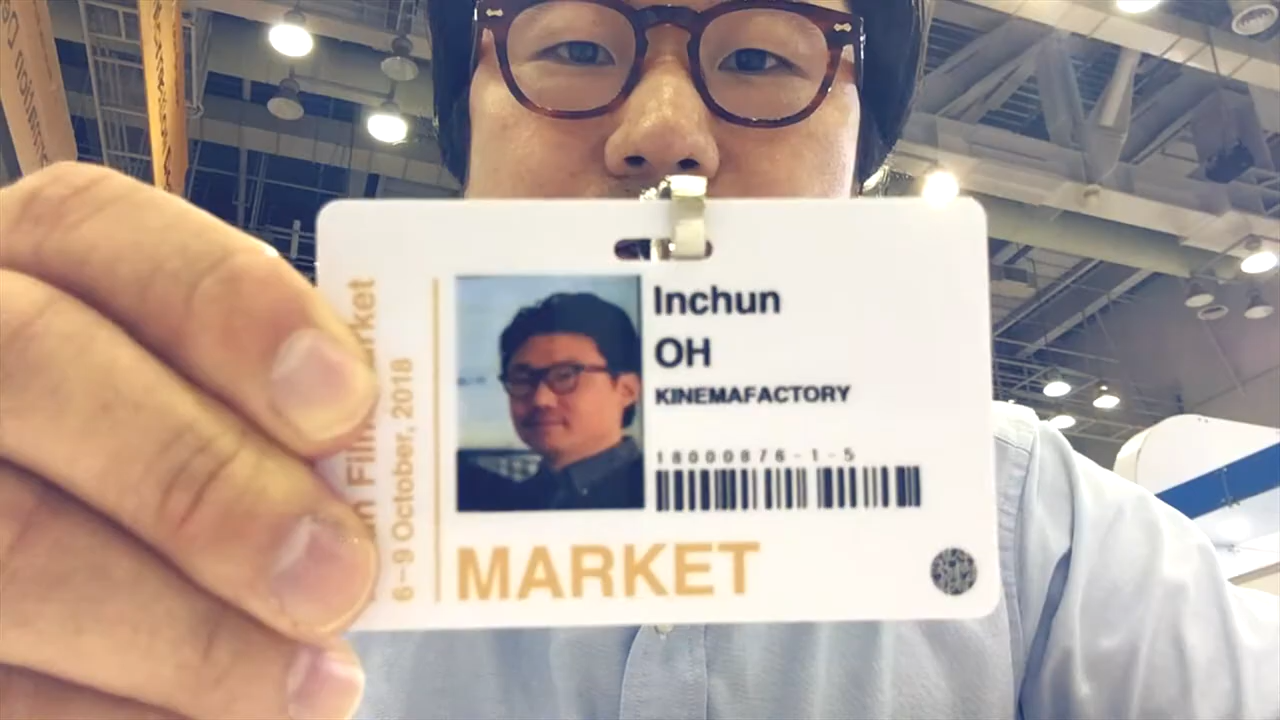 Inchun
OH
KINEMAFACTORY
18000876-1-5
MARKET
Film Market
6–9 October, 2018